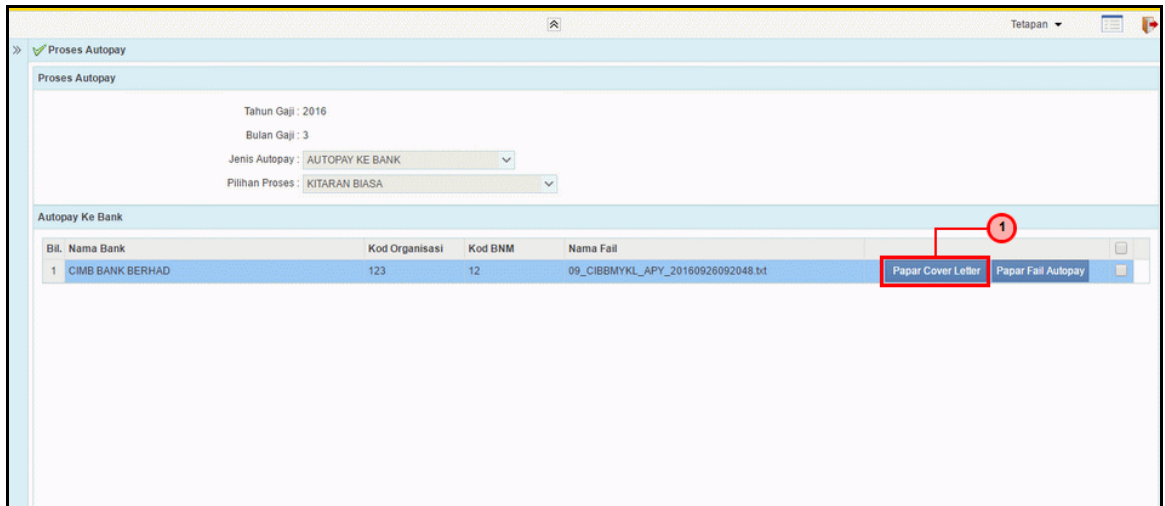 Tetapan
Proses Autopay
Proses Autopay
Tahun Gaji : 2016
Bulan Gaji : 3
Jenis Autopay : AUTOPAY KE BANK
Pilihan Proses : KITARAN BIASA
Autopay Ke Bank
1
Bil. Nama Bank Kod Organisasi Kod BNM Nama Fail
1 CIMB BANK BERHAD 123 12 09_CIBBMYKL_APY_20160926092048.txt Papar Cover Letter Papar Fail Autopay